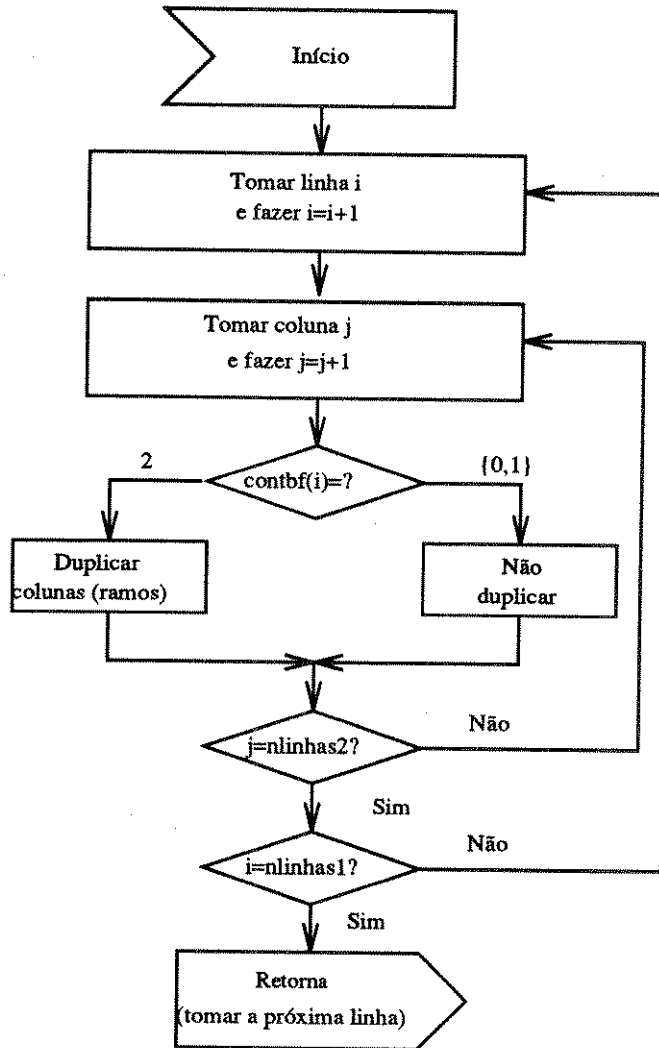 Início
Tomar linha i
e fazer i=i+1
Tomar coluna j
e fazer j=j+1
2
contbf(i)=?
{0,1}
Duplicar
colunas (ramos)
Não
duplicar
j=nlinhas2?
Não
Sim
i=nlinhas1?
Não
Sim
Retorna
(tomar a próxima linha)